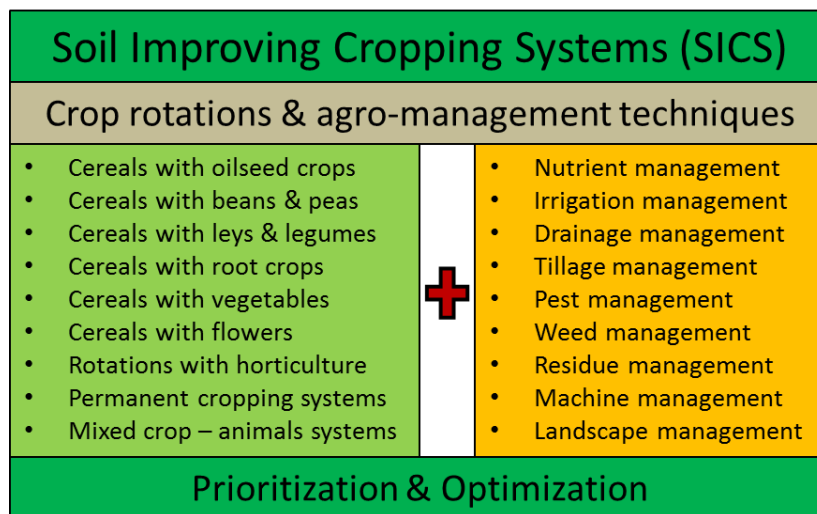 Soil Improving Cropping Systems (SICS)
Crop rotations & agro-management techniques
• Cereals with oilseed crops
• Cereals with beans & peas
• Cereals with leys & legumes
• Cereals with root crops
• Cereals with vegetables
• Cereals with flowers
• Rotations with horticulture
• Permanent cropping systems
• Mixed crop – animals systems
• Nutrient management
• Irrigation management
• Drainage management
• Tillage management
• Pest management
• Weed management
• Residue management
• Machine management
• Landscape management
Prioritization & Optimization